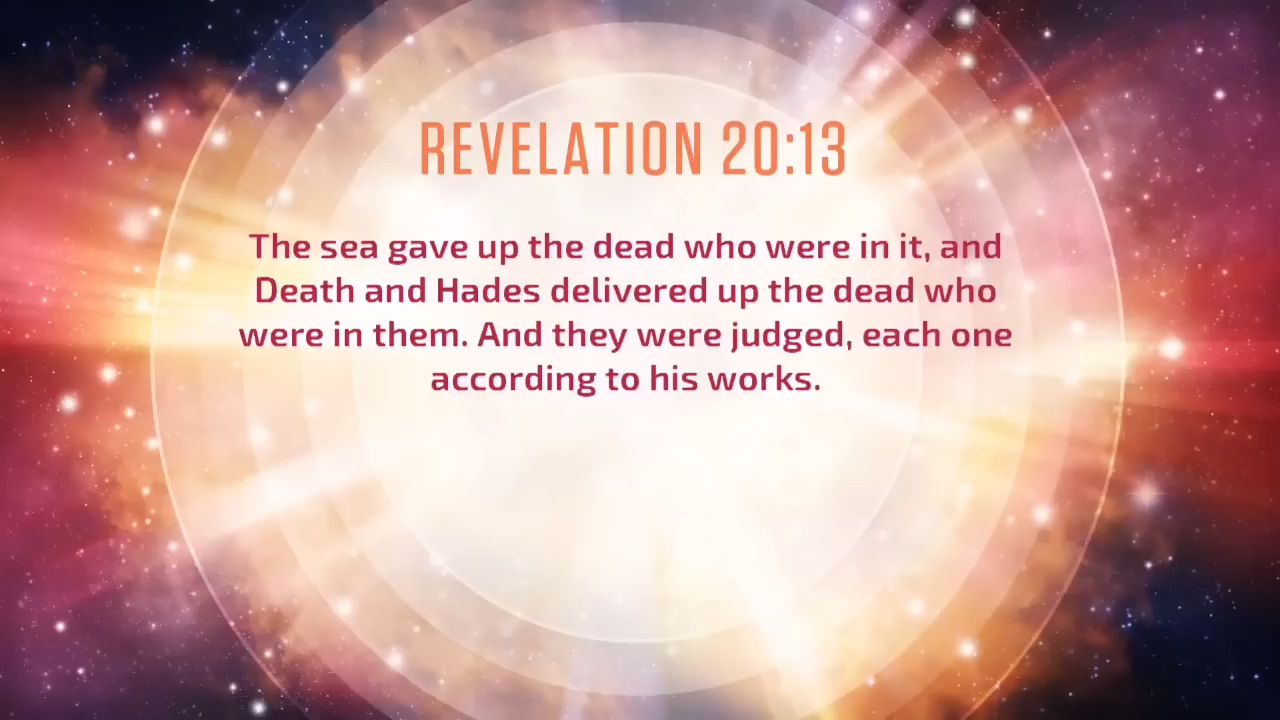 REVELATION 20:13
The sea gave up the dead who were in it, and
Death and Hades delivered up the dead who
were in them. And they were judged, each one
according to his works.